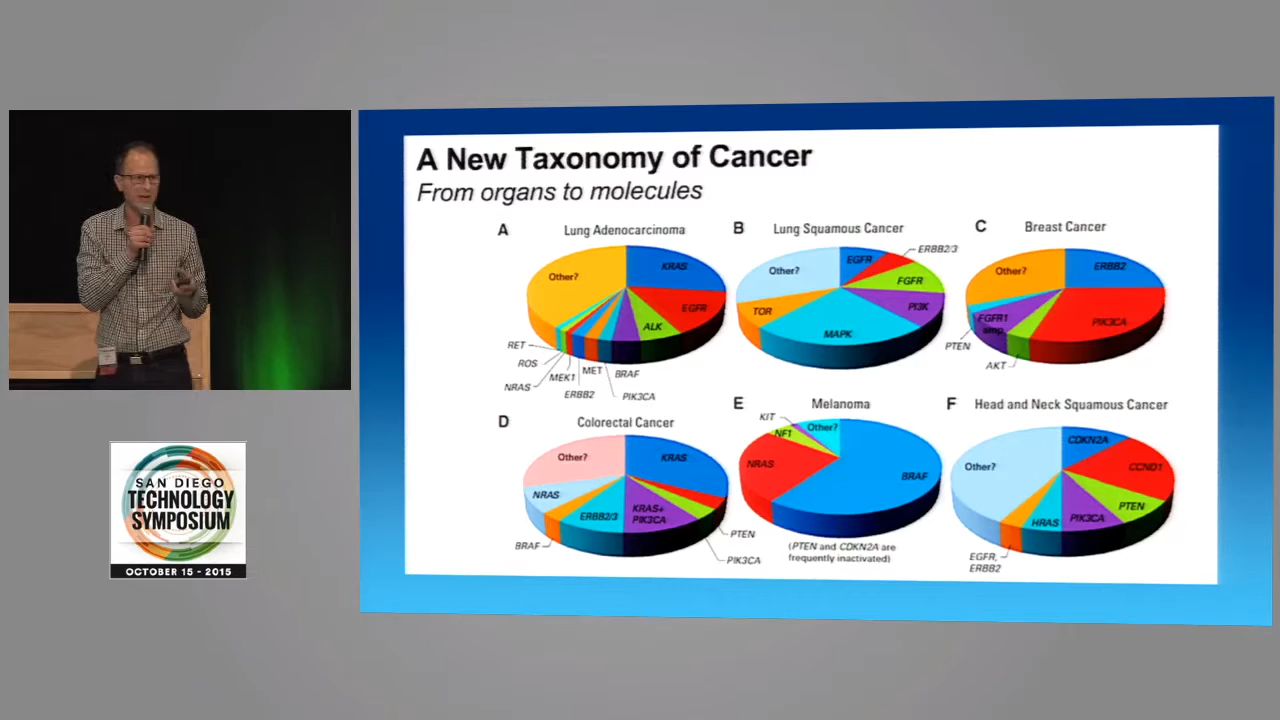 A New Taxonomy of Cancer
From organs to molecules
A
Lung Adenocarcinoma
KRAS
EGFR
ALK
BRAF
PIK3CA
MET
ERBB2
MEK1
NRAS
ROS
RET
Other?
B
Lung Squamous Cancer
EGFR
ERBB2/3
FGFR
PI3K
MAPK
TOR
Other?
C
Breast Cancer
ERBB2
PIK3CA
AKT
FGFR1
amp
PTEN
Other?
D
Colorectal Cancer
KRAS
PTEN
PIK3CA
KRAS+
PIK3CA
ERBB2/3
BRAF
NRAS
Other?
E
Melanoma
KIT
Other?
NF1
NRAS
BRAF
(PTEN and CDKN2A are
frequently inactivated)
F
Head and Neck Squamous Cancer
CDKN2A
CCND1
PTEN
PIK3CA
HRAS
EGFR,
ERBB2
Other?
SAN DIEGO
TECHNOLOGY
SYMPOSIUM
OCTOBER 15 - 2015